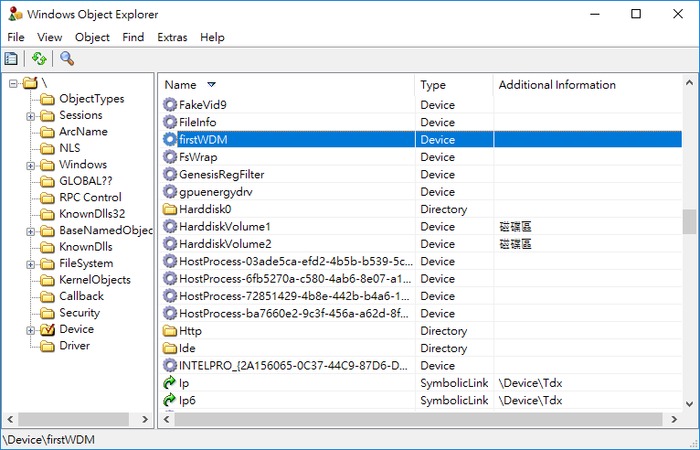 Windows Object Explorer
File View Object Find Extras Help
\
ObjectTypes
Sessions
ArcName
NLS
Windows
GLOBAL??
RPC Control
KnownDlls32
BaseNamedObjec
KnownDlls
FileSystem
KernelObjects
Callback
Security
Device
Driver
Name Type Additional Information
FakeVid9 Device
FileInfo Device
firstWDM Device
FsWrap Device
GenesisRegFilter Device
gpuenergydrv Device
Harddisk0 Directory
HarddiskVolume1 Device 磁碟區
HarddiskVolume2 Device 磁碟區
HostProcess-03ade5ca-efd2-4b5b-b539-5c... Device
HostProcess-6fb5270a-c580-4ab6-8e07-a1... Device
HostProcess-72851429-4b8e-442b-b4a6-1... Device
HostProcess-ba7660e2-9c3f-456a-a62d-8f... Device
Http Directory
Ide Directory
INTELPRO_{2A156065-0C37-44C9-87D6-D... Device
Ip SymbolicLink \Device\Tdx
Ip6 SymbolicLink \Device\Tdx
\Device\firstWDM